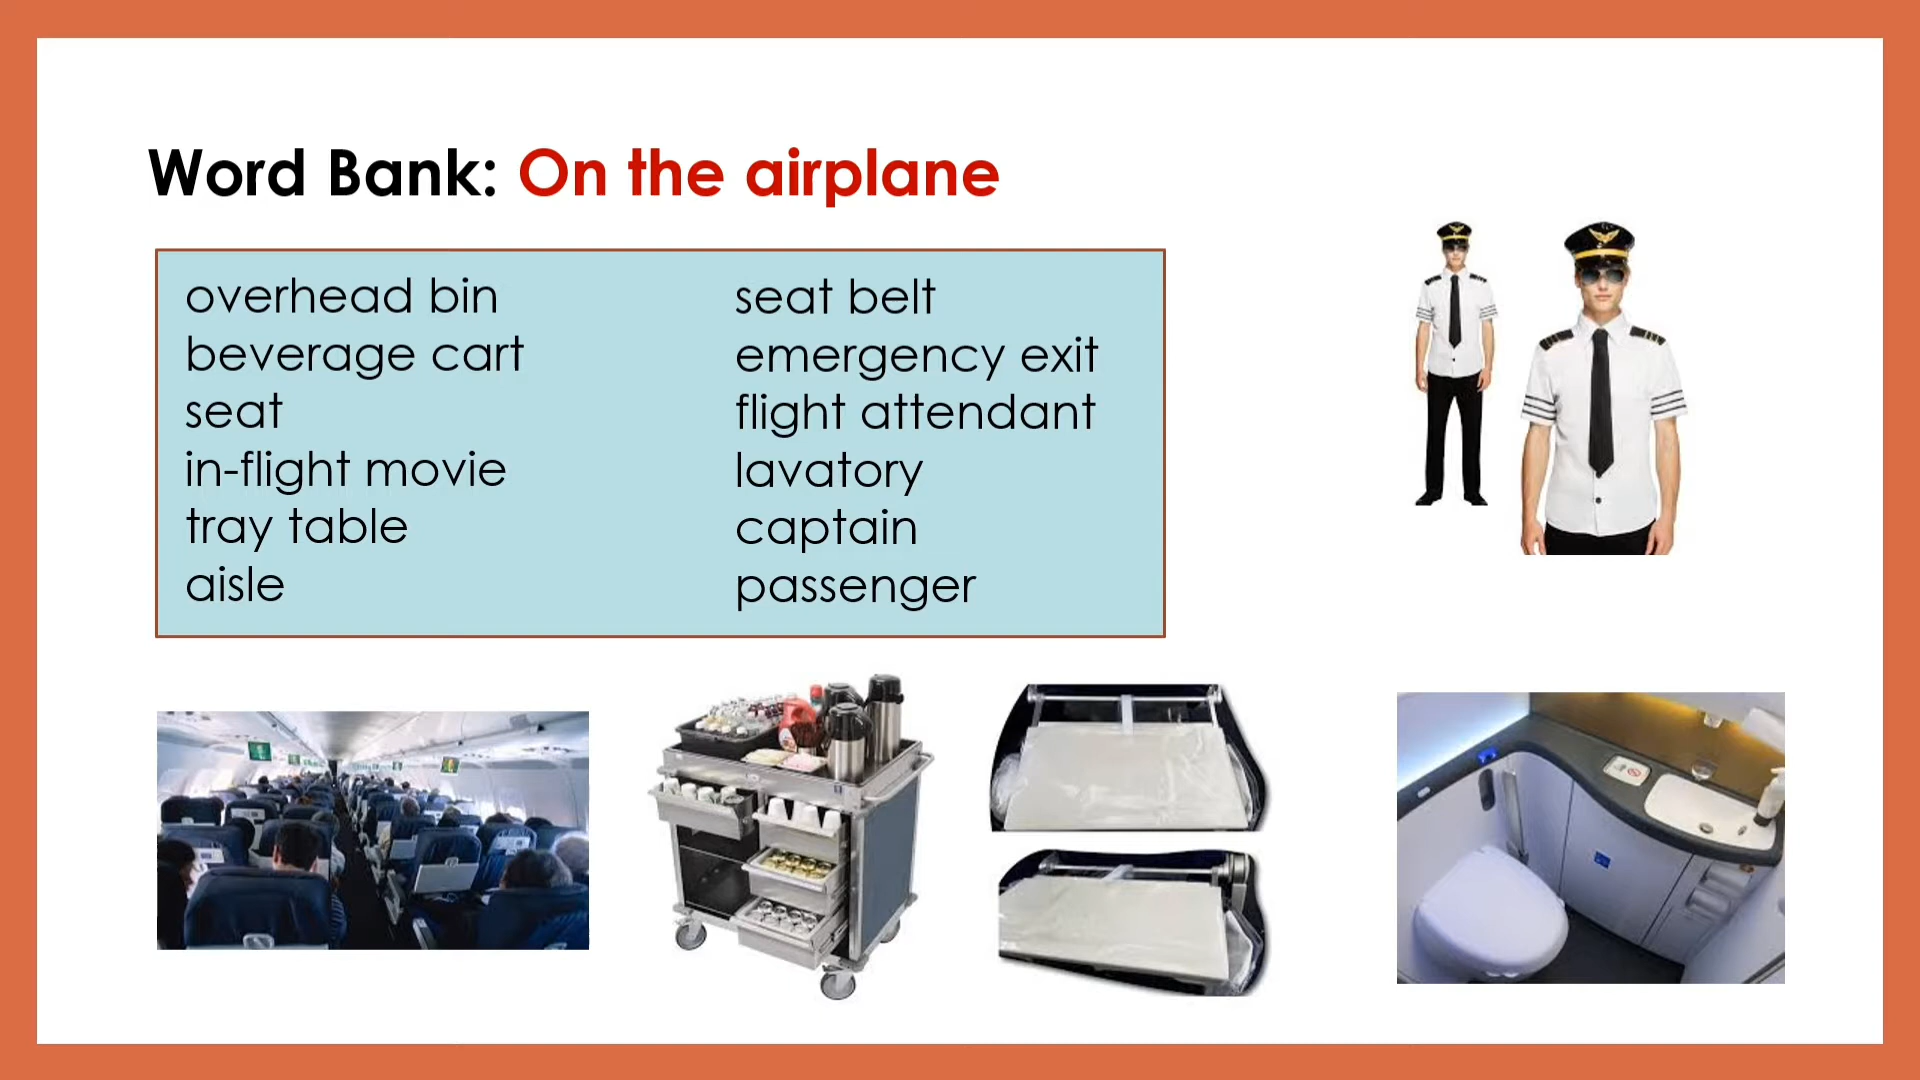 Word Bank: On the airplane
overhead bin
beverage cart
seat
in-flight movie
tray table
aisle
seat belt
emergency exit
flight attendant
lavatory
captain
passenger